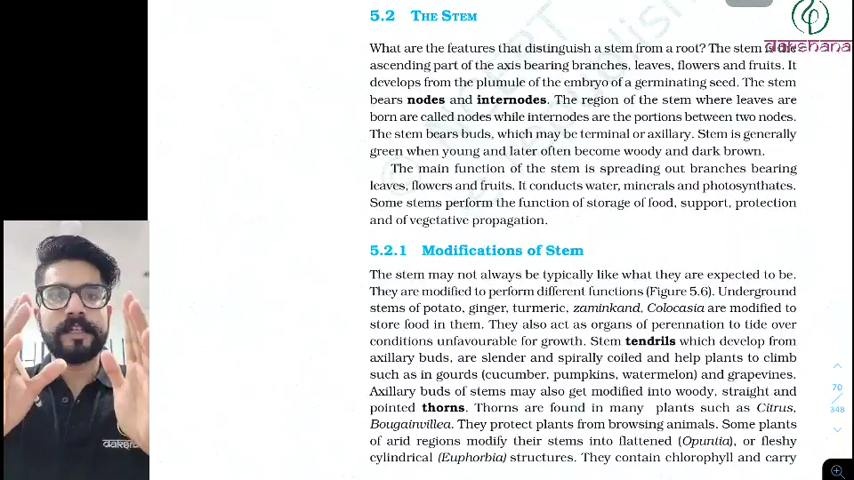 5.2 THE STEM
dakshana
What are the features that distinguish a stem from a root? The stem is the
ascending part of the axis bearing branches, leaves, flowers and fruits. It
develops from the plumule of the embryo of a germinating seed. The stem
bears nodes and internodes. The region of the stem where leaves are
born are called nodes while internodes are the portions between two nodes.
The stem bears buds, which may be terminal or axillary. Stem is generally
green when young and later often become woody and dark brown.
The main function of the stem is spreading out branches bearing
leaves, flowers and fruits. It conducts water, minerals and photosynthates.
Some stems perform the function of storage of food, support, protection
and of vegetative propagation.
5.2.1 Modifications of Stem
The stem may not always be typically like what they are expected to be.
They are modified to perform different functions (Figure 5.6). Underground
stems of potato, ginger, turmeric, zaminkand, Colocasia are modified to
store food in them. They also act as organs of perennation to tide over
conditions unfavourable for growth. Stem tendrils which develop from
axillary buds, are slender and spirally coiled and help plants to climb
such as in gourds (cucumber, pumpkins, watermelon) and grapevines.
Axillary buds of stems may also get modified into woody, straight and
pointed thorns. Thorns are found in many plants such as Citrus,
Bougainvillea. They protect plants from browsing animals. Some plants
of arid regions modify their stems into flattened (Opuntia), or fleshy
cylindrical (Euphorbia) structures. They contain chlorophyll and carry
70
/
348
dakshana